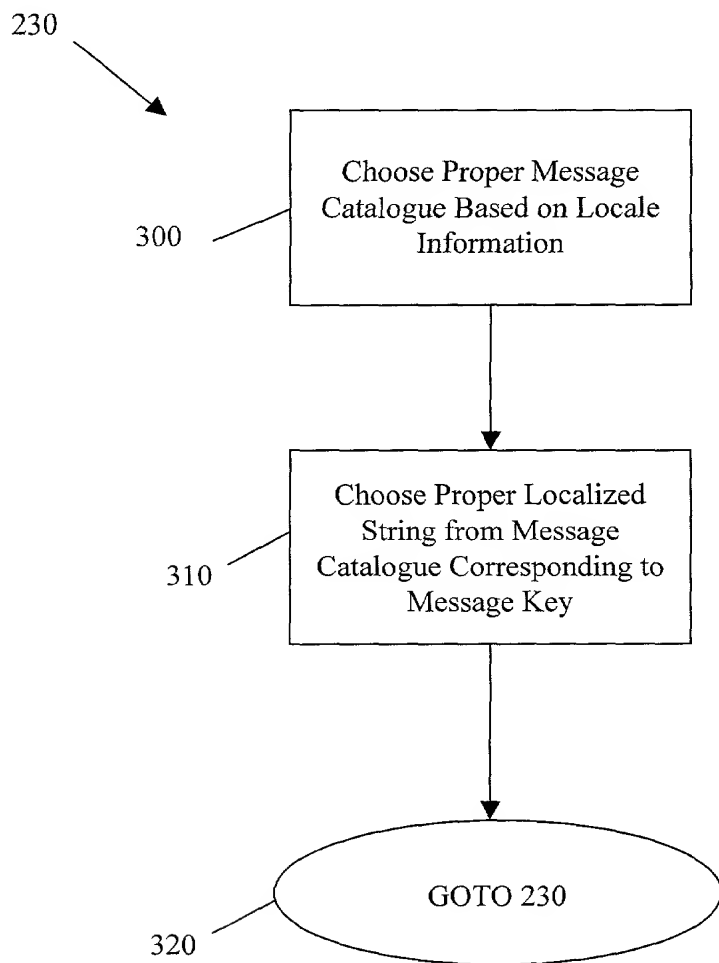 230
Choose Proper Message
Catalogue Based on Locale
Information
300
Choose Proper Localized
String from Message
Catalogue Corresponding to
Message Key
310
GOTO 230
320